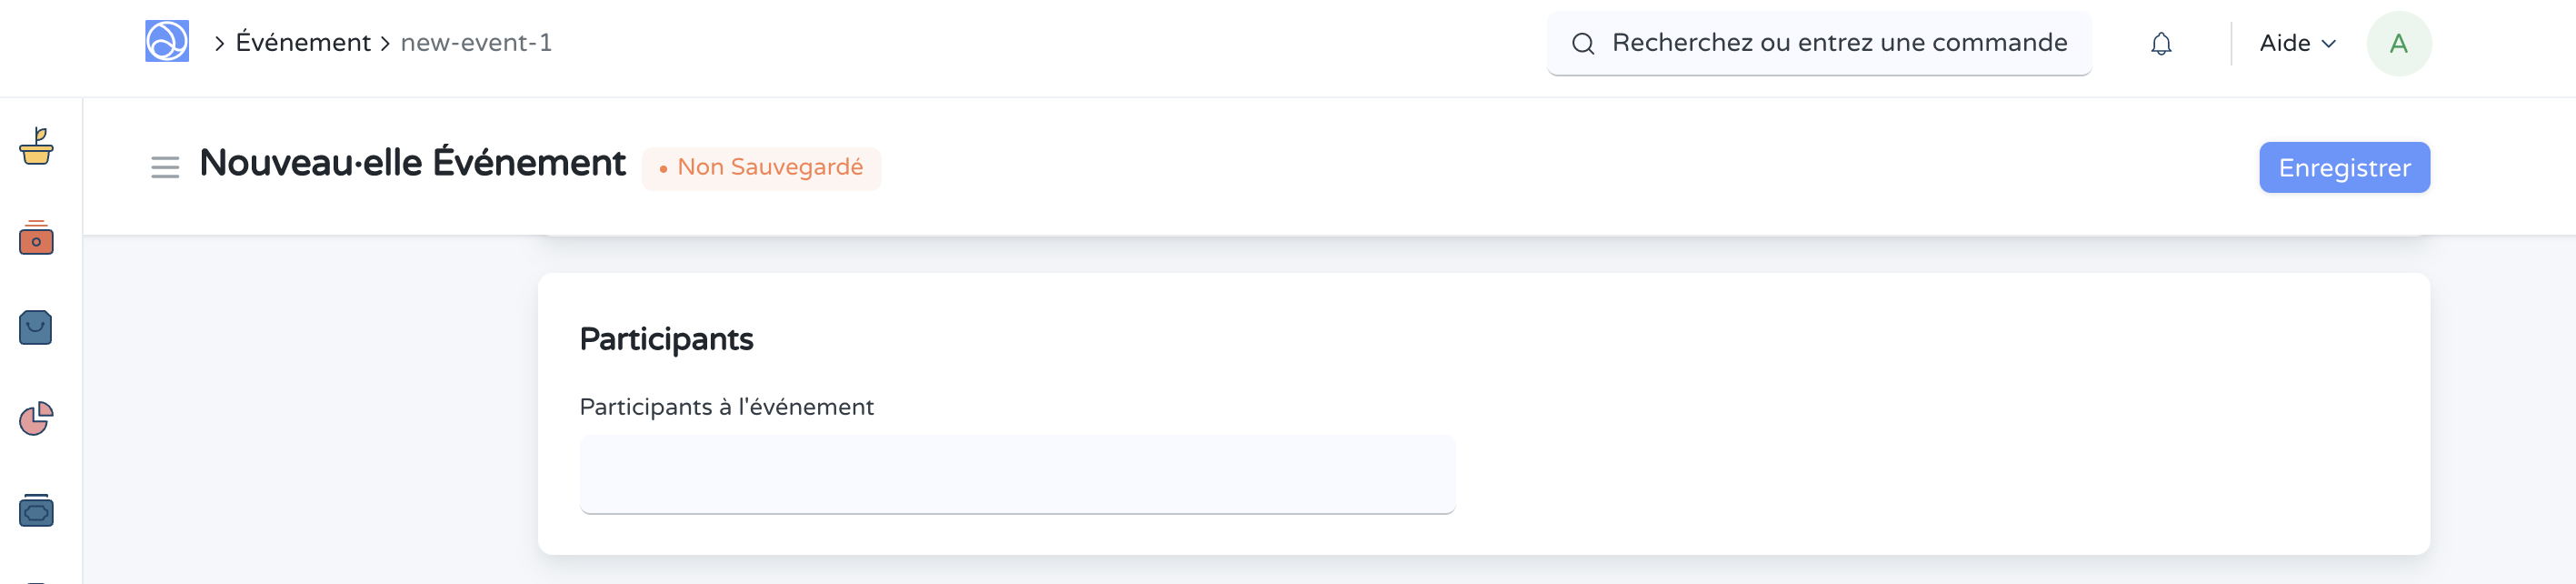 Événement new-event-1
Recherchez ou entrez une commande
Aide
A
Nouveau·elle Événement
Non Sauvegardé
Enregistrer
Participants
Participants à l'événement